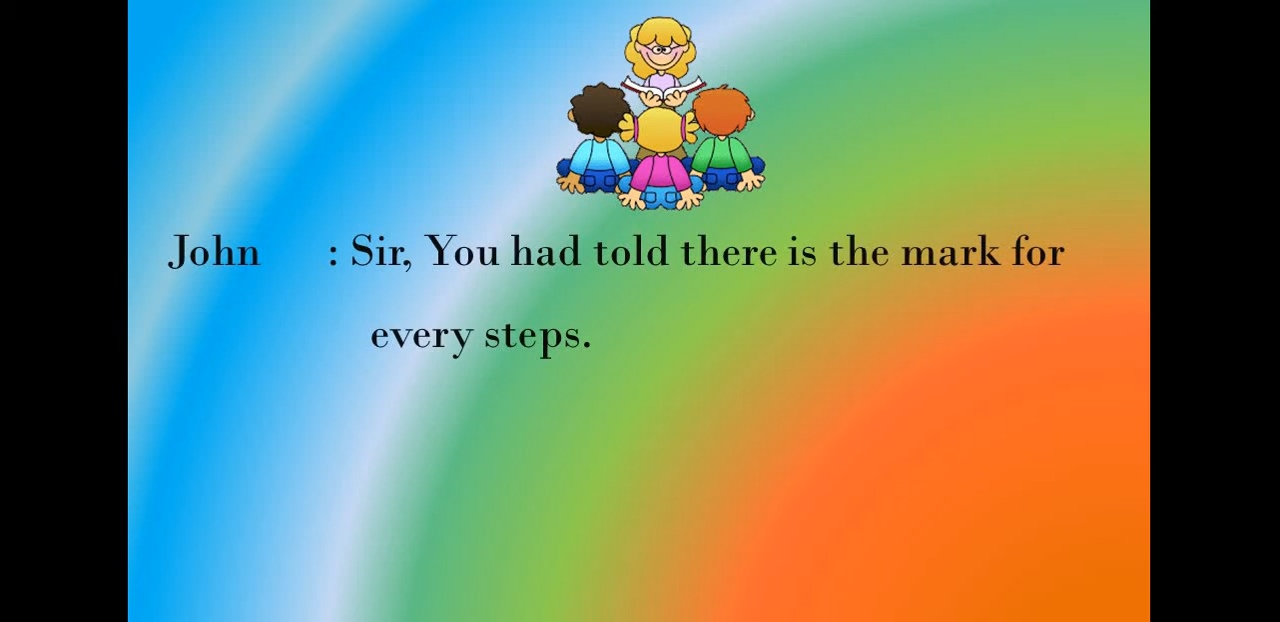 John : Sir, You had told there is the mark for
every steps.